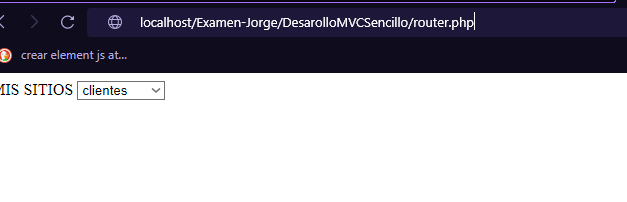 localhost/Examen-Jorge/DesarolloMVCSencillo/router.php
crear element js at...
MIS SITIOS clientes